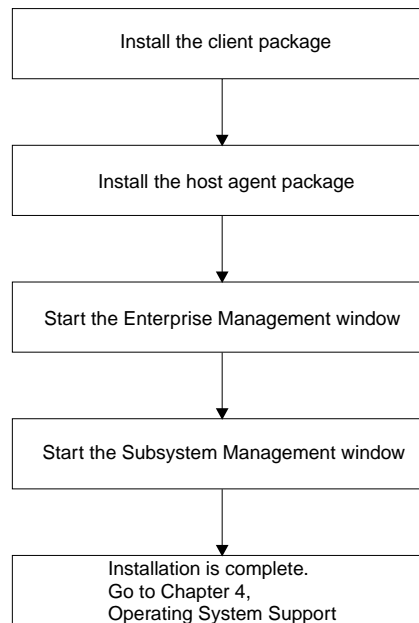 Install the client package
Install the host agent package
Start the Enterprise Management window
Start the Subsystem Management window
Installation is complete.
Go to Chapter 4,
Operating System Support